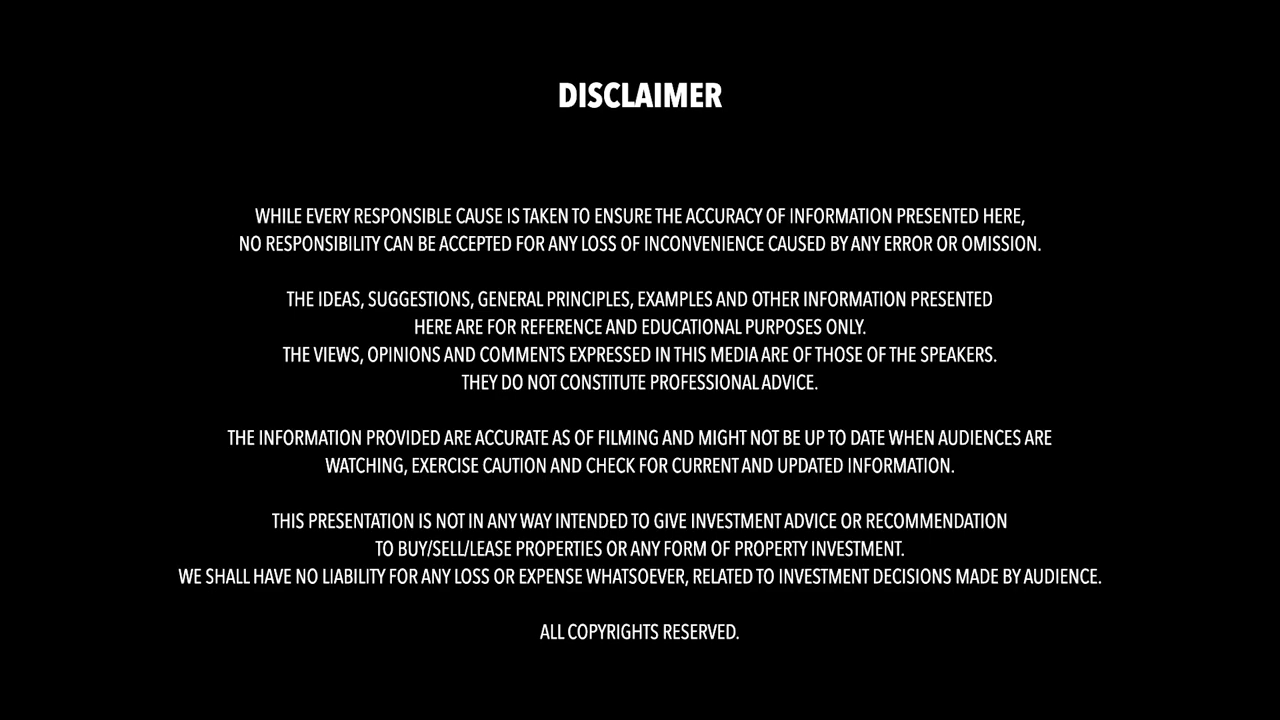 DISCLAIMER
WHILE EVERY RESPONSIBLE CAUSE IS TAKEN TO ENSURE THE ACCURACY OF INFORMATION PRESENTED HERE,
NO RESPONSIBILITY CAN BE ACCEPTED FOR ANY LOSS OF INCONVENIENCE CAUSED BY ANY ERROR OR OMISSION.
THE IDEAS, SUGGESTIONS, GENERAL PRINCIPLES, EXAMPLES AND OTHER INFORMATION PRESENTED
HERE ARE FOR REFERENCE AND EDUCATIONAL PURPOSES ONLY.
THE VIEWS, OPINIONS AND COMMENTS EXPRESSED IN THIS MEDIA ARE OF THOSE OF THE SPEAKERS.
THEY DO NOT CONSTITUTE PROFESSIONAL ADVICE.
THE INFORMATION PROVIDED ARE ACCURATE AS OF FILMING AND MIGHT NOT BE UP TO DATE WHEN AUDIENCES ARE
WATCHING, EXERCISE CAUTION AND CHECK FOR CURRENT AND UPDATED INFORMATION.
THIS PRESENTATION IS NOT IN ANY WAY INTENDED TO GIVE INVESTMENT ADVICE OR RECOMMENDATION
TO BUY/SELL/LEASE PROPERTIES OR ANY FORM OF PROPERTY INVESTMENT.
WE SHALL HAVE NO LIABILITY FOR ANY LOSS OR EXPENSE WHATSOEVER, RELATED TO INVESTMENT DECISIONS MADE BY AUDIENCE.
ALL COPYRIGHTS RESERVED.